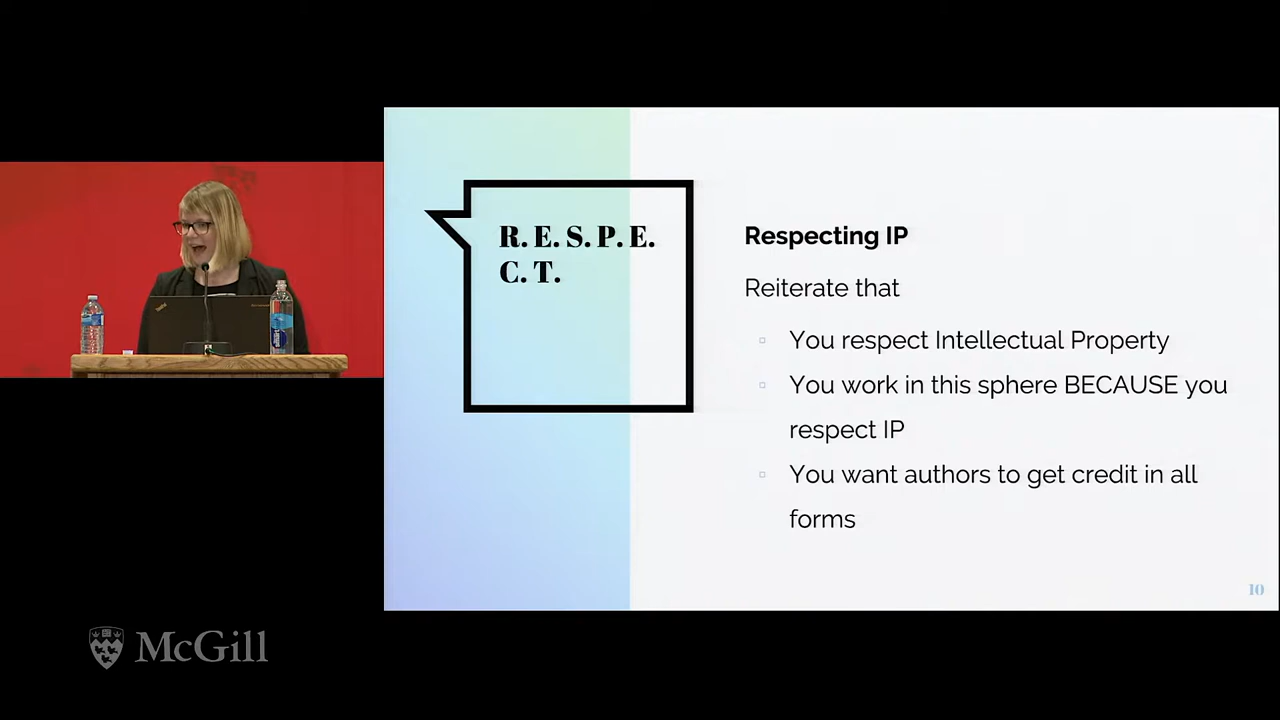 R. E. S. P. E.
C. T.
Respecting IP
Reiterate that
You respect Intellectual Property
You work in this sphere BECAUSE you
respect IP
You want authors to get credit in all
forms
10
McGill